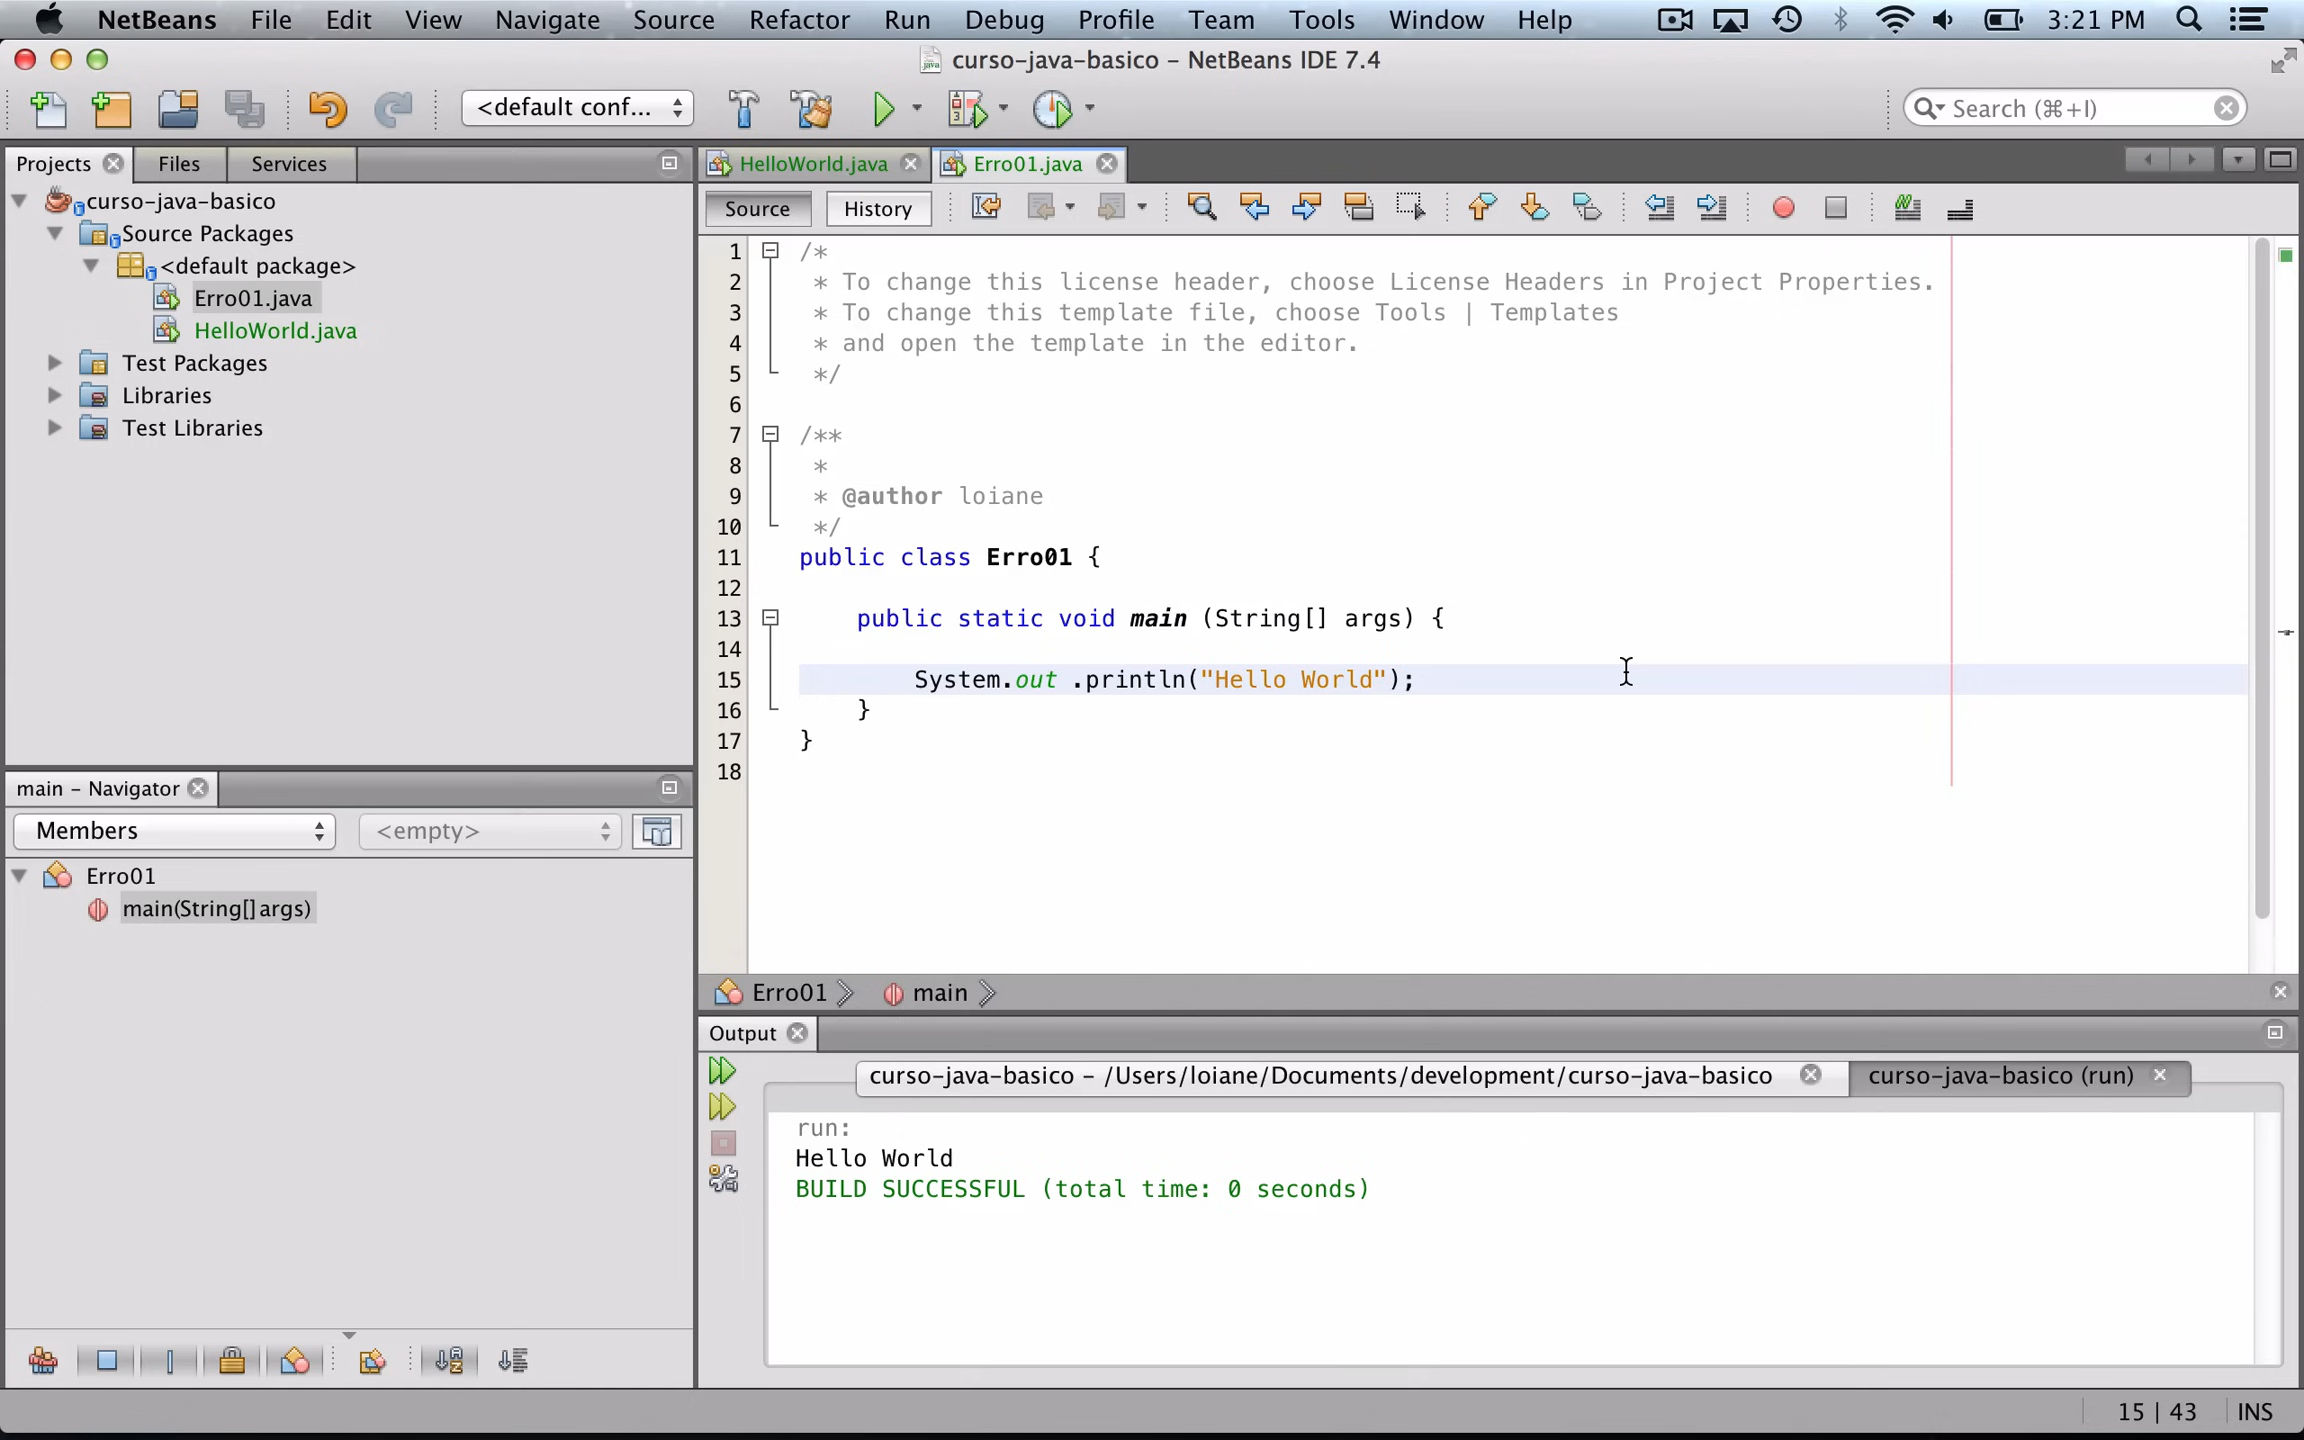 NetBeans File Edit View Navigate Source Refactor Run Debug Profile Team Tools Window Help 3:21 PM
curso-java-basico – NetBeans IDE 7.4
<default conf... Search (⌘+I)
Projects Files Services
curso-java-basico
Source Packages
<default package>
Erro01.java
HelloWorld.java
Test Packages
Libraries
Test Libraries
main – Navigator
Members <empty>
Erro01
main(String[] args)
HelloWorld.java Erro01.java
Source History
1 /*
2 * To change this license header, choose License Headers in Project Properties.
3 * To change this template file, choose Tools | Templates
4 * and open the template in the editor.
5 */
6
7 /**
8 *
9 * @author loiane
10 */
11 public class Erro01 {
12
13 public static void main (String[] args) {
14
15 System.out .println("Hello World");
16 }
17 }
18
Erro01 main
Output
curso-java-basico – /Users/loiane/Documents/development/curso-java-basico curso-java-basico (run)
run:
Hello World
BUILD SUCCESSFUL (total time: 0 seconds)
15 | 43 INS